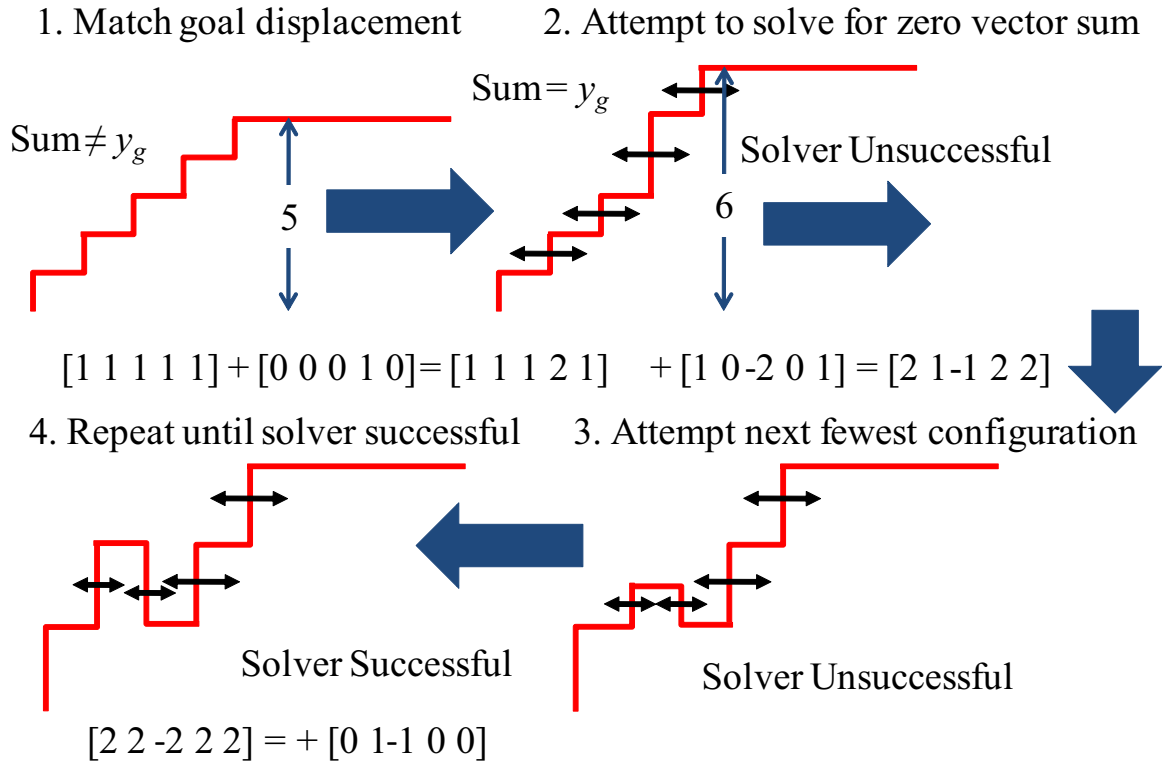 1. Match goal displacement
2. Attempt to solve for zero vector sum
Sum ≠ y_g
5
Sum = y_g
6
Solver Unsuccessful
[1 1 1 1 1] + [0 0 0 1 0] = [1 1 1 2 1] + [1 0 -2 0 1] = [2 1 -1 2 2]
4. Repeat until solver successful
3. Attempt next fewest configuration
Solver Successful
Solver Unsuccessful
[2 2 -2 2 2] = + [0 1 -1 0 0]